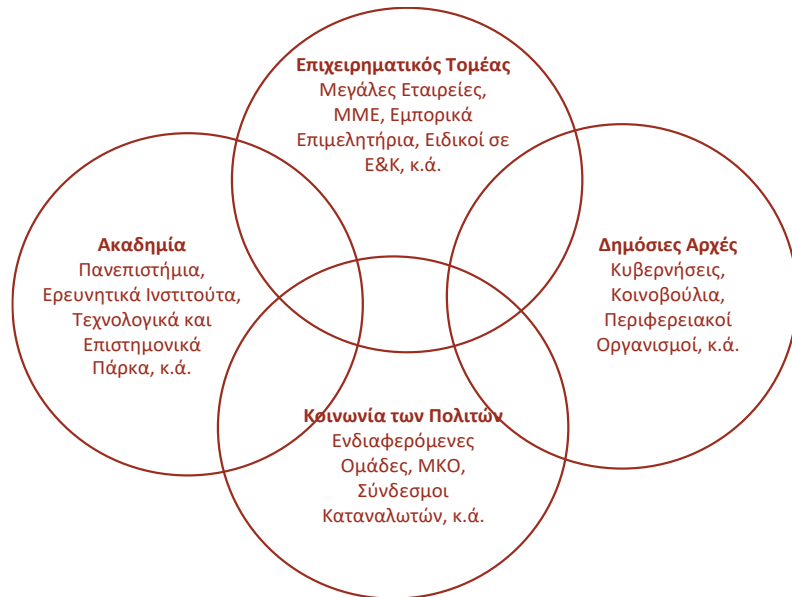 Επιχειρηματικός Τομέας
Μεγάλες Εταιρείες,
ΜΜΕ, Εμπορικά
Επιμελητήρια, Ειδικοί σε
Ε&Κ, κ.ά.
Ακαδημία
Πανεπιστήμια,
Ερευνητικά Ινστιτούτα,
Τεχνολογικά και
Επιστημονικά
Πάρκα, κ.ά.
Δημόσιες Αρχές
Κυβερνήσεις,
Κοινοβούλια,
Περιφερειακοί
Οργανισμοί, κ.ά.
Κοινωνία των Πολιτών
Ενδιαφερόμενες
Ομάδες, ΜΚΟ,
Σύνδεσμοι
Καταναλωτών, κ.ά.